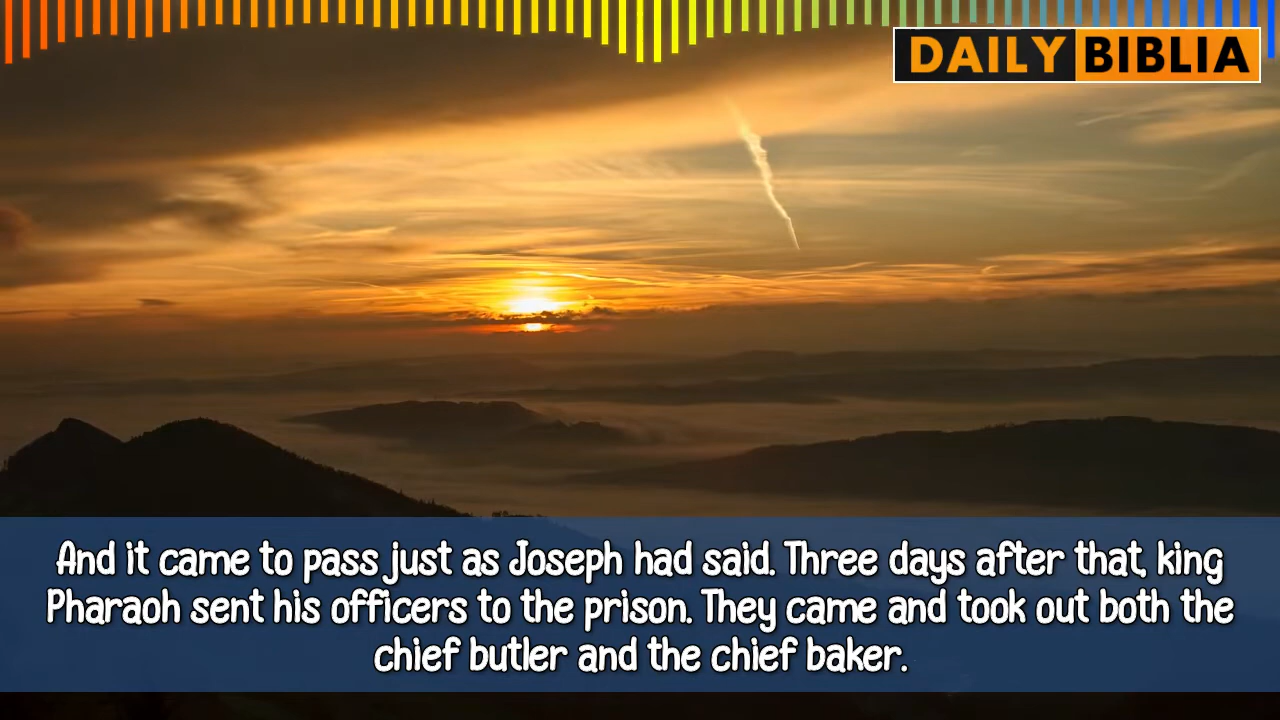 DAILY BIBLIA
And it came to pass just as Joseph had said. Three days after that, king
Pharaoh sent his officers to the prison. They came and took out both the
chief butler and the chief baker.